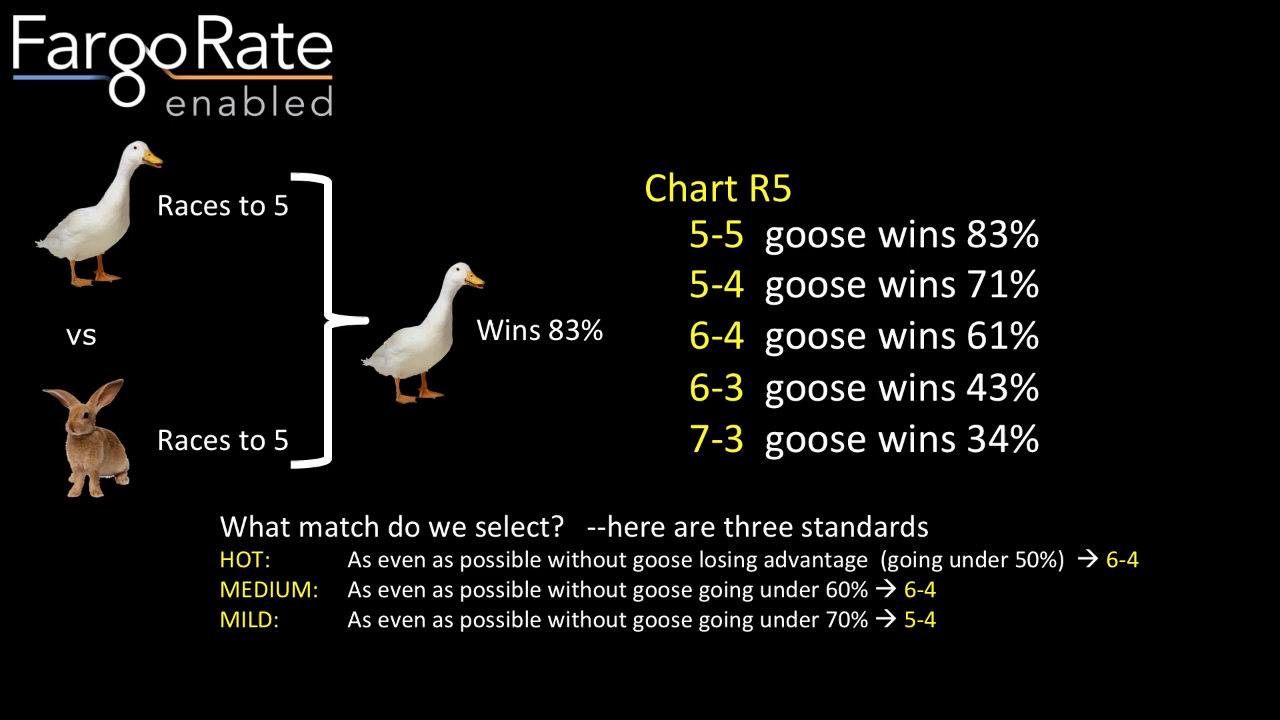 FargoRate
enabled
Races to 5
vs
Races to 5
Wins 83%
Chart R5
5-5 goose wins 83%
5-4 goose wins 71%
6-4 goose wins 61%
6-3 goose wins 43%
7-3 goose wins 34%
What match do we select? --here are three standards
HOT: As even as possible without goose losing advantage (going under 50%) → 6-4
MEDIUM: As even as possible without goose going under 60% → 6-4
MILD: As even as possible without goose going under 70% → 5-4